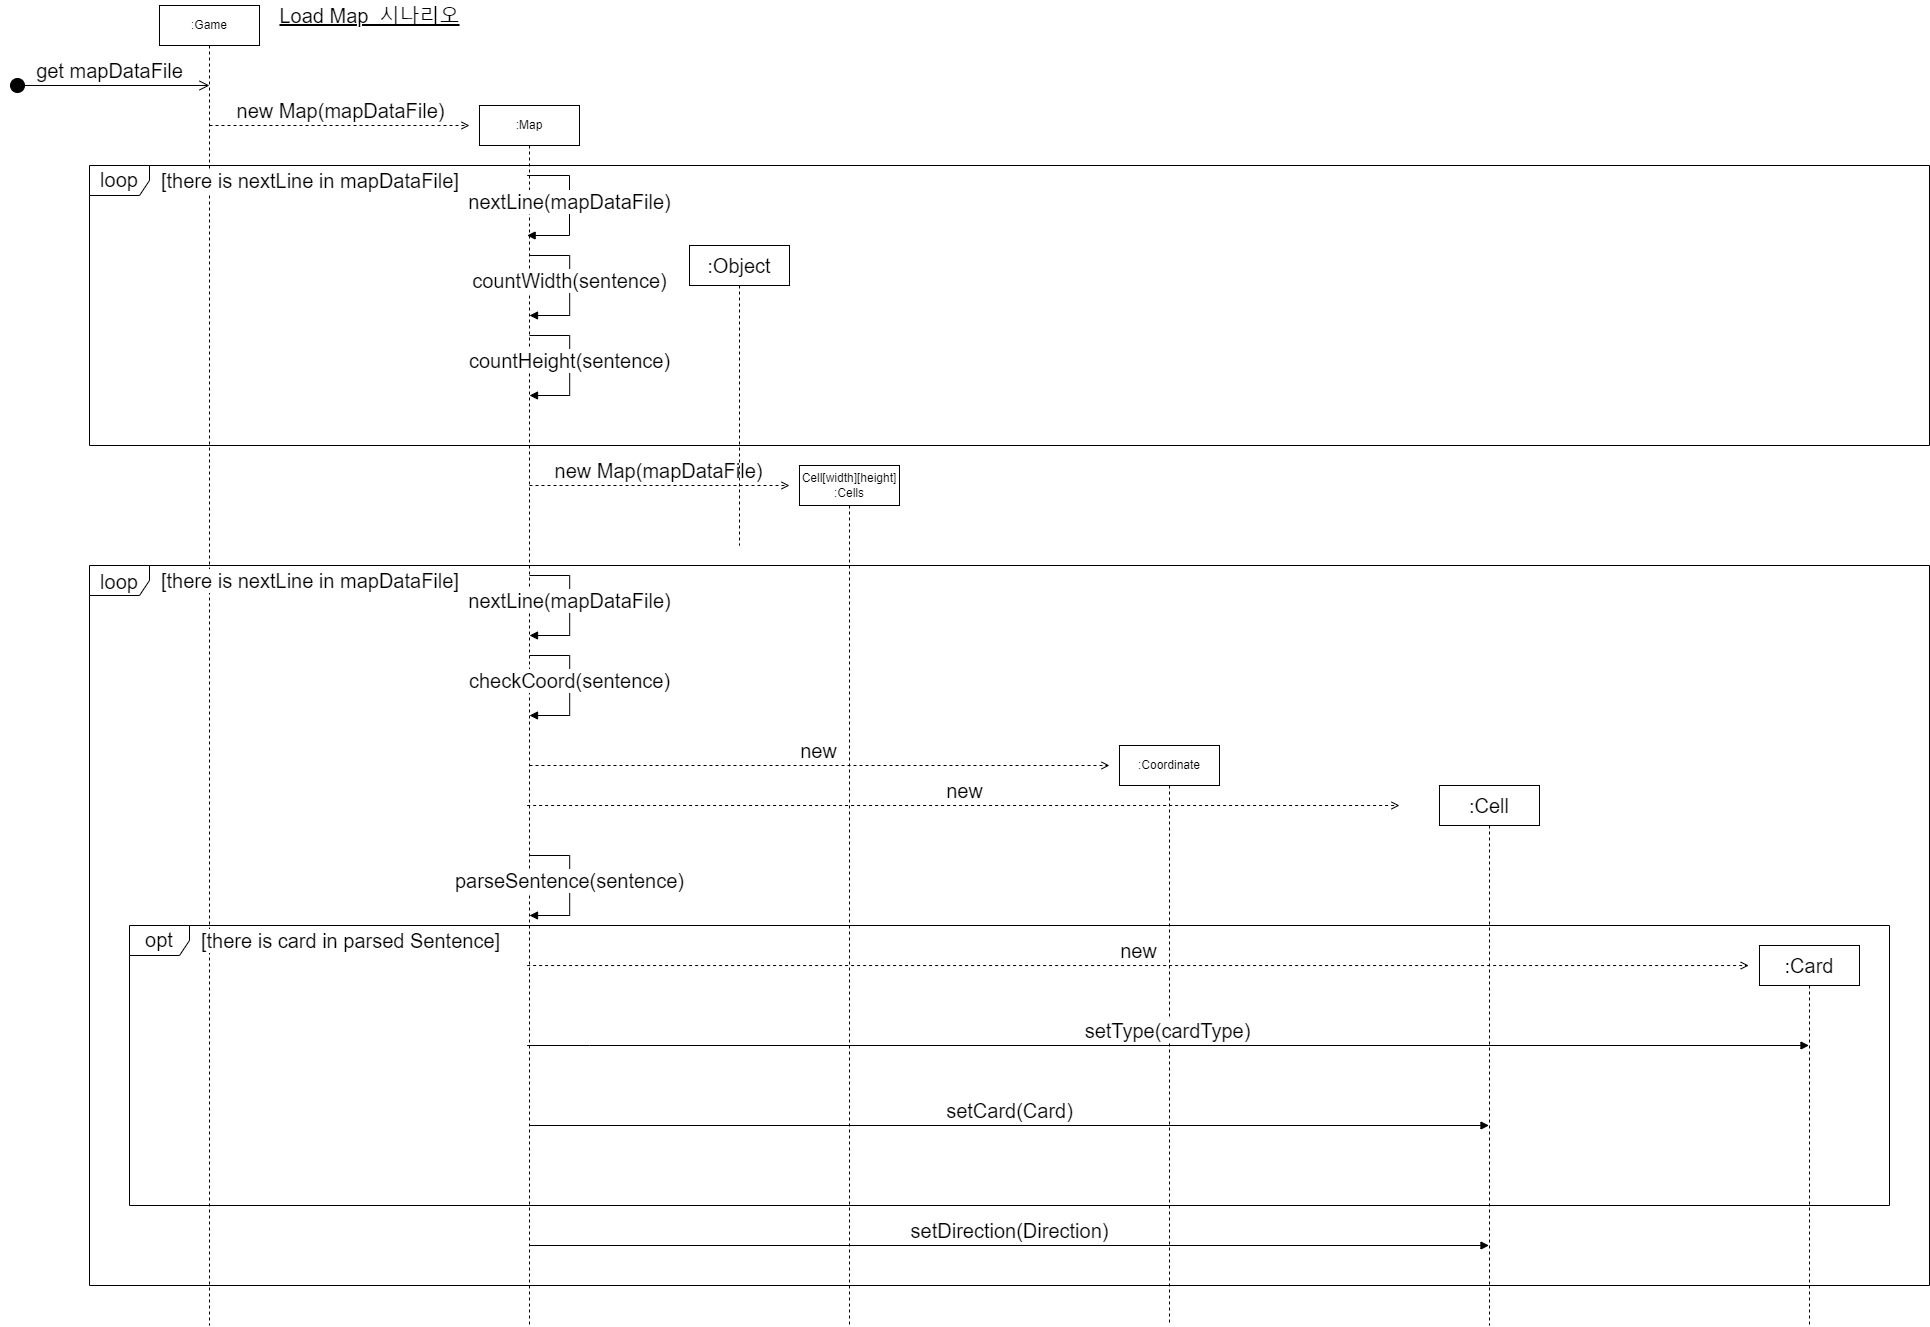 :Game
Load Map 시나리오
get mapDataFile
new Map(mapDataFile)
:Map
loop
[there is nextLine in mapDataFile]
nextLine(mapDataFile)
:Object
countWidth(sentence)
countHeight(sentence)
new Map(mapDataFile)
Cell[width][height]
:Cells
loop
[there is nextLine in mapDataFile]
nextLine(mapDataFile)
checkCoord(sentence)
new
:Coordinate
new
:Cell
parseSentence(sentence)
opt
[there is card in parsed Sentence]
new
:Card
setType(cardType)
setCard(Card)
setDirection(Direction)